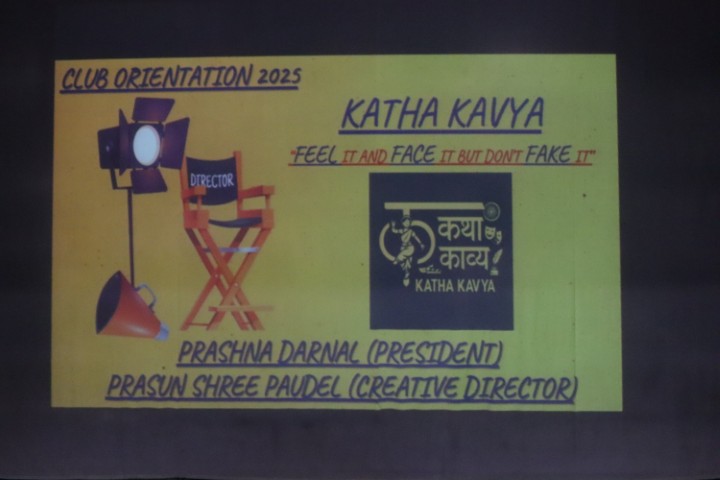 CLUB ORIENTATION 2025
KATHA KAVYA
"FEEL IT AND FACE IT BUT DON'T FAKE IT"
DIRECTOR
कथा
काव्य
KATHA KAVYA
PRASHNA DARNAL (PRESIDENT)
PRASUN SHREE PAUDEL (CREATIVE DIRECTOR)